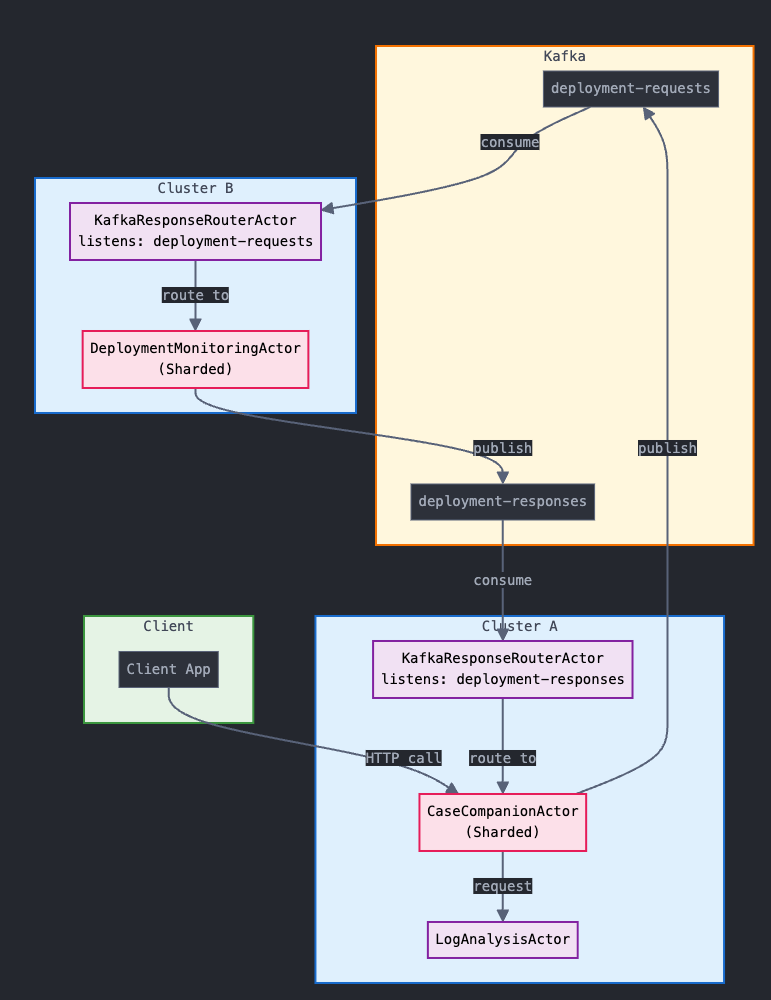 Kafka
deployment-requests
consume
Cluster B
KafkaResponseRouterActor
listens: deployment-requests
route to
DeploymentMonitoringActor
(Sharded)
publish
publish
deployment-responses
consume
Client
Client App
Cluster A
KafkaResponseRouterActor
listens: deployment-responses
HTTP call
route to
CaseCompanionActor
(Sharded)
request
LogAnalysisActor